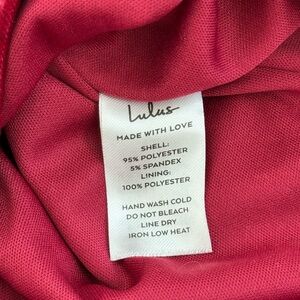 Lulus
MADE WITH LOVE
SHELL:
95% POLYESTER
5% SPANDEX
LINING:
100% POLYESTER
HAND WASH COLD
DO NOT BLEACH
LINE DRY
IRON LOW HEAT